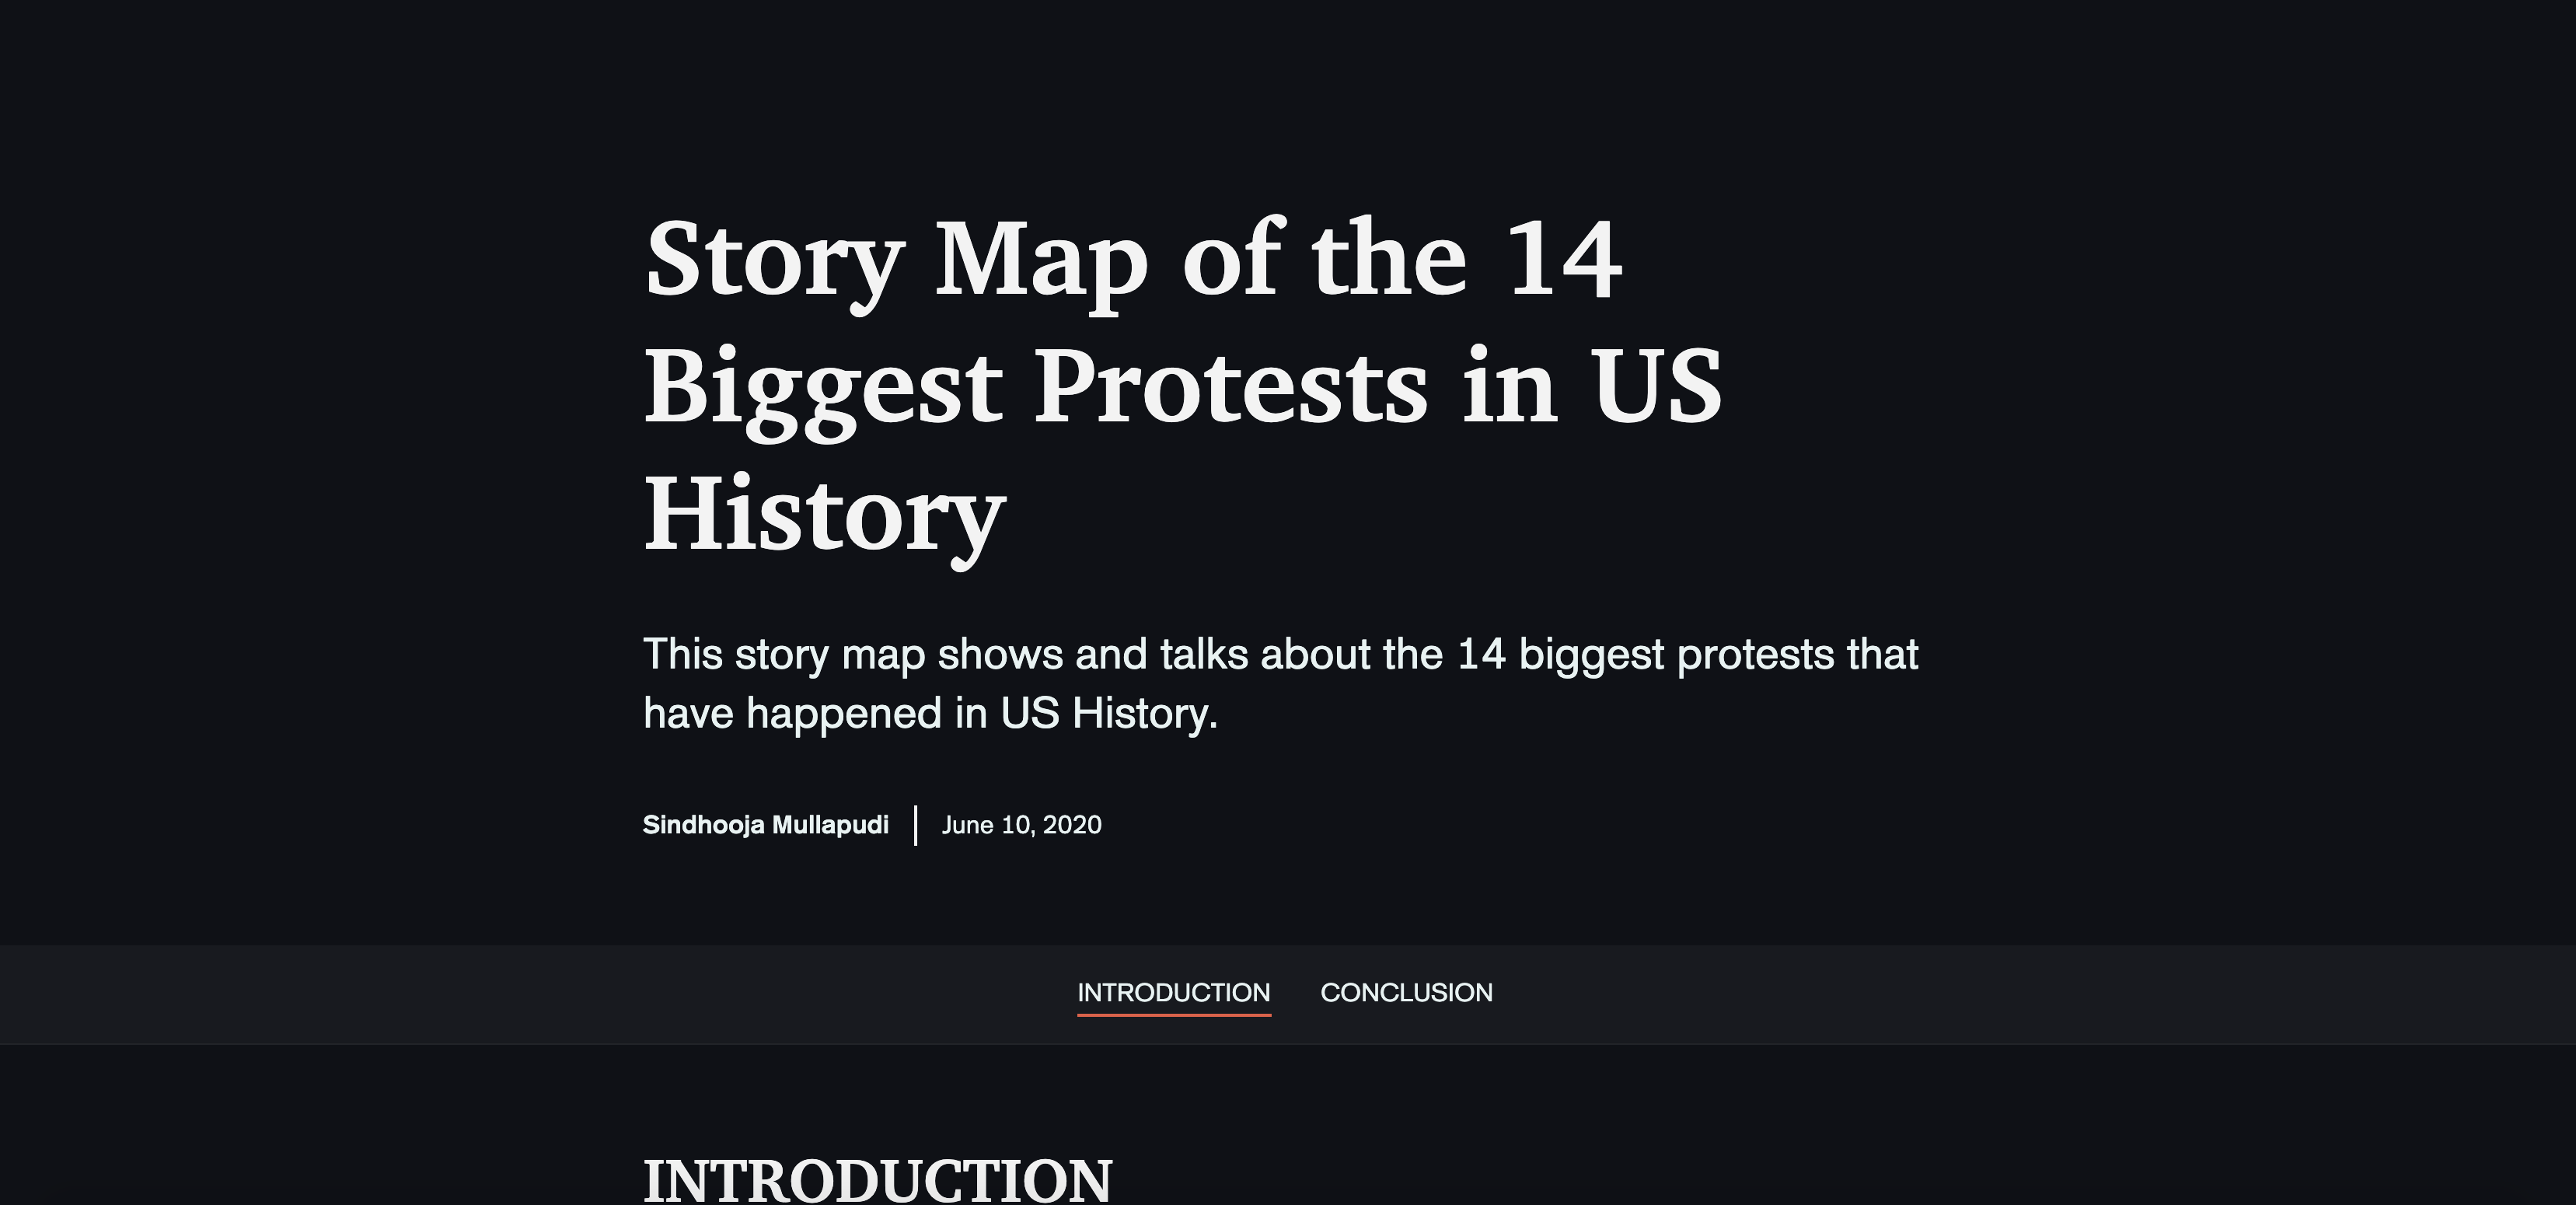 Story Map of the 14
Biggest Protests in US
History
This story map shows and talks about the 14 biggest protests that
have happened in US History.
Sindhooja Mullapudi | June 10, 2020
INTRODUCTION CONCLUSION
INTRODUCTION